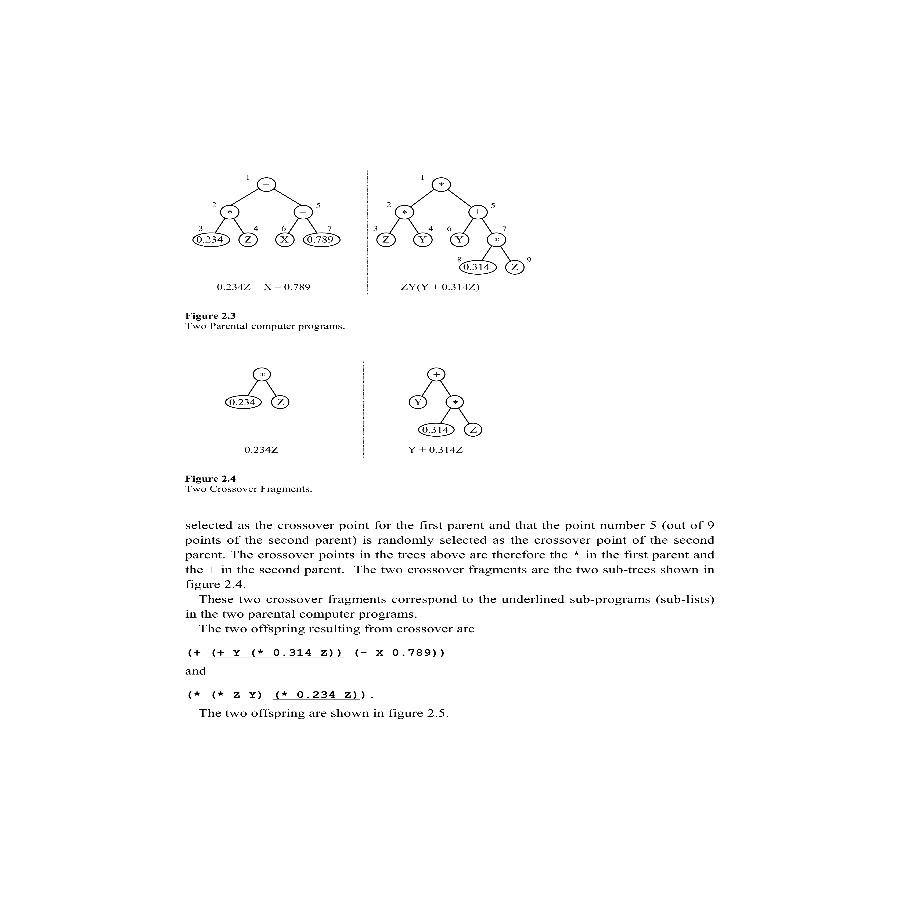 1 1
−
*
2 5 2 5
* − * +
3 4 6 7 3 4 6 7
0.234 Z X 0.789 Z Y Y *
8 9
0.314 Z
0.234Z X − 0.789 ZY(Y + 0.314Z)
Figure 2.3
Two Parental computer programs.
* +
0.234 Z Y *
0.314 Z
0.234Z Y + 0.314Z
Figure 2.4
Two Crossover Fragments.
selected as the crossover point for the first parent and that the point number 5 (out of 9
points of the second parent) is randomly selected as the crossover point of the second
parent. The crossover points in the trees above are therefore the * in the first parent and
the + in the second parent. The two crossover fragments are the two sub-trees shown in
figure 2.4.
These two crossover fragments correspond to the underlined sub-programs (sub-lists)
in the two parental computer programs.
The two offspring resulting from crossover are
(+ (+ Y (* 0.314 Z)) (- X 0.789))
and
(* (* Z Y) (* 0.234 Z)).
The two offspring are shown in figure 2.5.